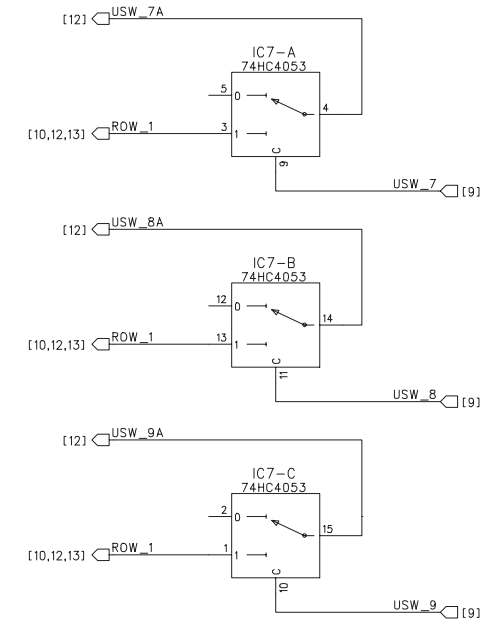 [12] USW_7A
IC7-A
74HC4053
5 0
4
[10,12,13] ROW_1 3 1
C
9
USW_7 [9]
[12] USW_8A
IC7-B
74HC4053
12 0
14
[10,12,13] ROW_1 13 1
C
11
USW_8 [9]
[12] USW_9A
IC7-C
74HC4053
2 0
15
[10,12,13] ROW_1 1 1
C
10
USW_9 [9]